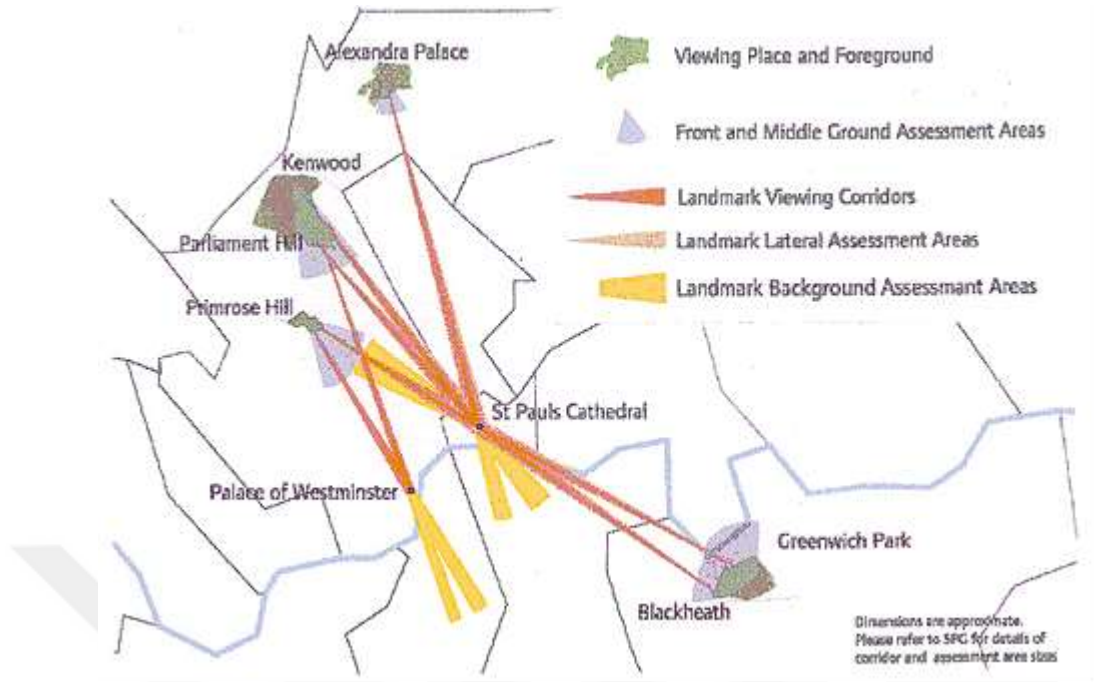 Alexandra Palace
Kenwood
Parliament Hill
Primrose Hill
St Pauls Cathedral
Palace of Westminster
Greenwich Park
Blackheath
Viewing Place and Foreground
Front and Middle Ground Assessment Areas
Landmark Viewing Corridors
Landmark Lateral Assessment Areas
Landmark Background Assessmant Areas
Dimensions are approximate.
Please refer to SPG for details of
corridor and assessment area sizes